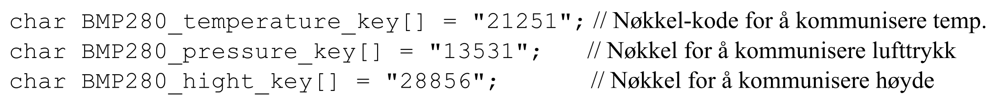 char BMP280_temperature_key[] = "21251"; // Nøkkel-kode for å kommunisere temp.
char BMP280_pressure_key[] = "13531"; // Nøkkel for å kommunisere lufttrykk
char BMP280_hight_key[] = "28856"; // Nøkkel for å kommunisere høyde